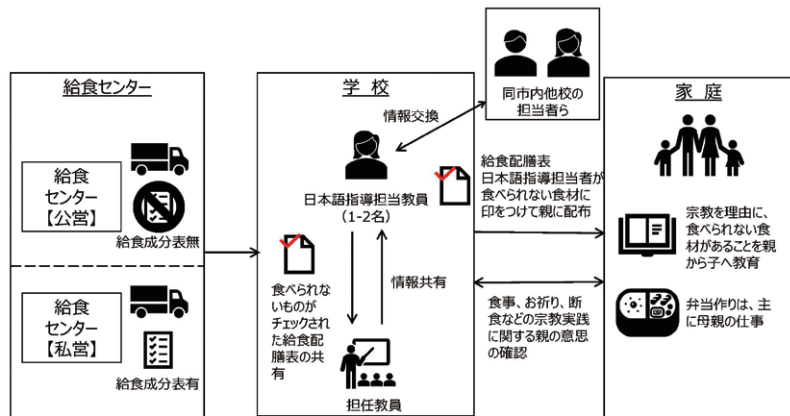 給食センター
給食
センター
【公営】
給食成分表無
給食
センター
【私営】
給食成分表有
学 校
情報交換
日本語指導担当教員
(1-2名)
食べられない
ものが
チェックされ
た給食配
膳表の共
有
情報共有
担任教員
同市内他校の
担当者ら
給食配膳表
日本語指導担当者が
食べられない食材に
印をつけて親に配布
食事、お祈り、断
食などの宗教実践
に関する親の意思
の確認
家 庭
宗教を理由に、
食べられない食
材があることを親
から子へ教育
弁当作りは、主
に母親の仕事